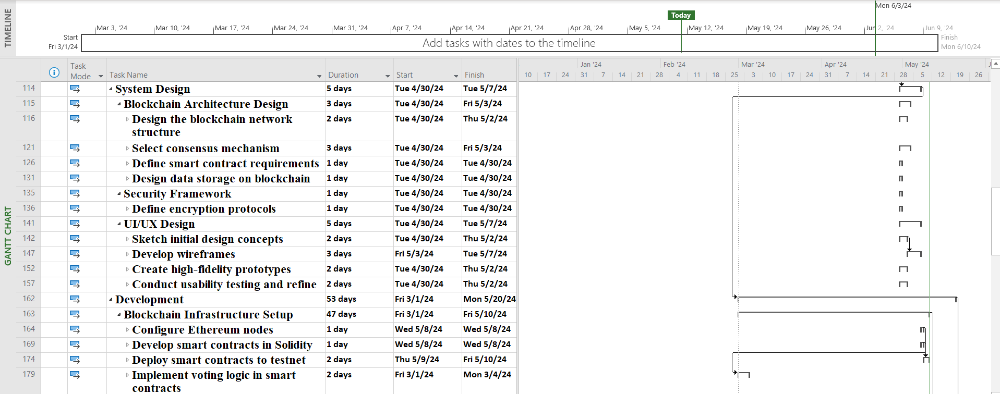 TIMELINE
Mon 6/3/24
Today
Mar 3, '24 Mar 10, '24 Mar 17, '24 Mar 24, '24 Mar 31, '24 Apr 7, '24 Apr 14, '24 Apr 21, '24 Apr 28, '24 May 5, '24 May 12, '24 May 19, '24 May 26, '24 Jun 2, '24 Jun 9, '24
Start
Fri 3/1/24
Add tasks with dates to the timeline
Finish
Mon 6/10/24
GANTT CHART
Task Mode Task Name Duration Start Finish
Jan '24 Feb '24 Mar '24 Apr '24 May '24
10 17 24 31 7 14 21 28 4 11 18 25 3 10 17 24 31 7 14 21 28 5 12 19 26
114 System Design 5 days Tue 4/30/24 Tue 5/7/24
115 Blockchain Architecture Design 3 days Tue 4/30/24 Fri 5/3/24
116 Design the blockchain network 2 days Tue 4/30/24 Thu 5/2/24
structure
121 Select consensus mechanism 3 days Tue 4/30/24 Fri 5/3/24
126 Define smart contract requirements 1 day Tue 4/30/24 Tue 4/30/24
131 Design data storage on blockchain 1 day Tue 4/30/24 Tue 4/30/24
135 Security Framework 1 day Tue 4/30/24 Tue 4/30/24
136 Define encryption protocols 1 day Tue 4/30/24 Tue 4/30/24
141 UI/UX Design 5 days Tue 4/30/24 Tue 5/7/24
142 Sketch initial design concepts 2 days Tue 4/30/24 Thu 5/2/24
147 Develop wireframes 3 days Fri 5/3/24 Tue 5/7/24
152 Create high-fidelity prototypes 2 days Tue 4/30/24 Thu 5/2/24
157 Conduct usability testing and refine 2 days Tue 4/30/24 Thu 5/2/24
162 Development 53 days Fri 3/1/24 Mon 5/20/24
163 Blockchain Infrastructure Setup 47 days Fri 3/1/24 Fri 5/10/24
164 Configure Ethereum nodes 1 day Wed 5/8/24 Wed 5/8/24
169 Develop smart contracts in Solidity 1 day Wed 5/8/24 Wed 5/8/24
174 Deploy smart contracts to testnet 2 days Thu 5/9/24 Fri 5/10/24
179 Implement voting logic in smart 2 days Fri 3/1/24 Mon 3/4/24
contracts